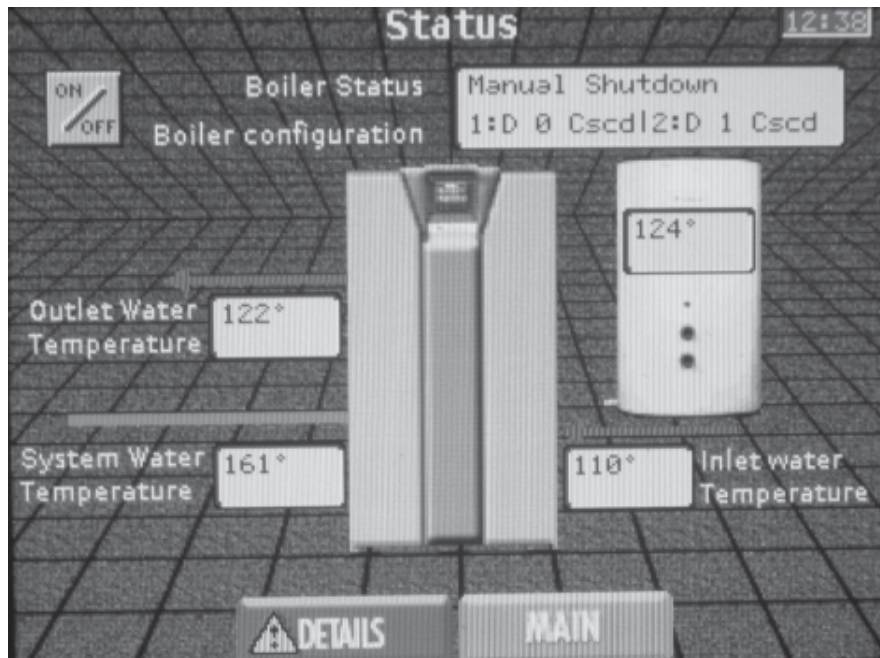 Status
12:38
ON
OFF
Boiler Status
Manual Shutdown
Boiler configuration
1:D 0 Cscd|2:D 1 Cscd
124°
Outlet Water
Temperature
122°
System Water
Temperature
161°
110°
Inlet water
Temperature
DETAILS
MAIN